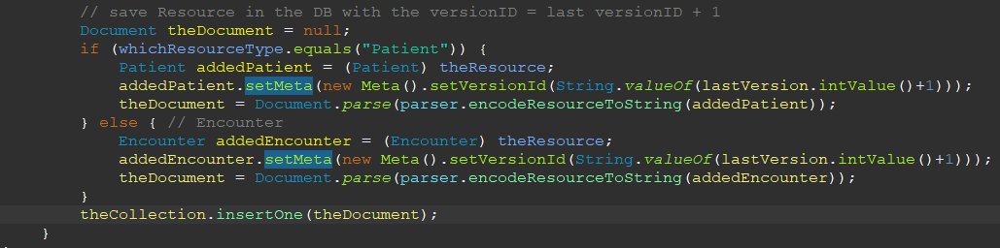 // save Resource in the DB with the versionID = last versionID + 1
Document theDocument = null;
if (whichResourceType.equals("Patient")) {
Patient addedPatient = (Patient) theResource;
addedPatient.setMeta(new Meta().setVersionId(String.valueOf(lastVersion.intValue()+1)));
theDocument = Document.parse(parser.encodeResourceToString(addedPatient));
} else { // Encounter
Encounter addedEncounter = (Encounter) theResource;
addedEncounter.setMeta(new Meta().setVersionId(String.valueOf(lastVersion.intValue()+1)));
theDocument = Document.parse(parser.encodeResourceToString(addedEncounter));
}
theCollection.insertOne(theDocument);
}